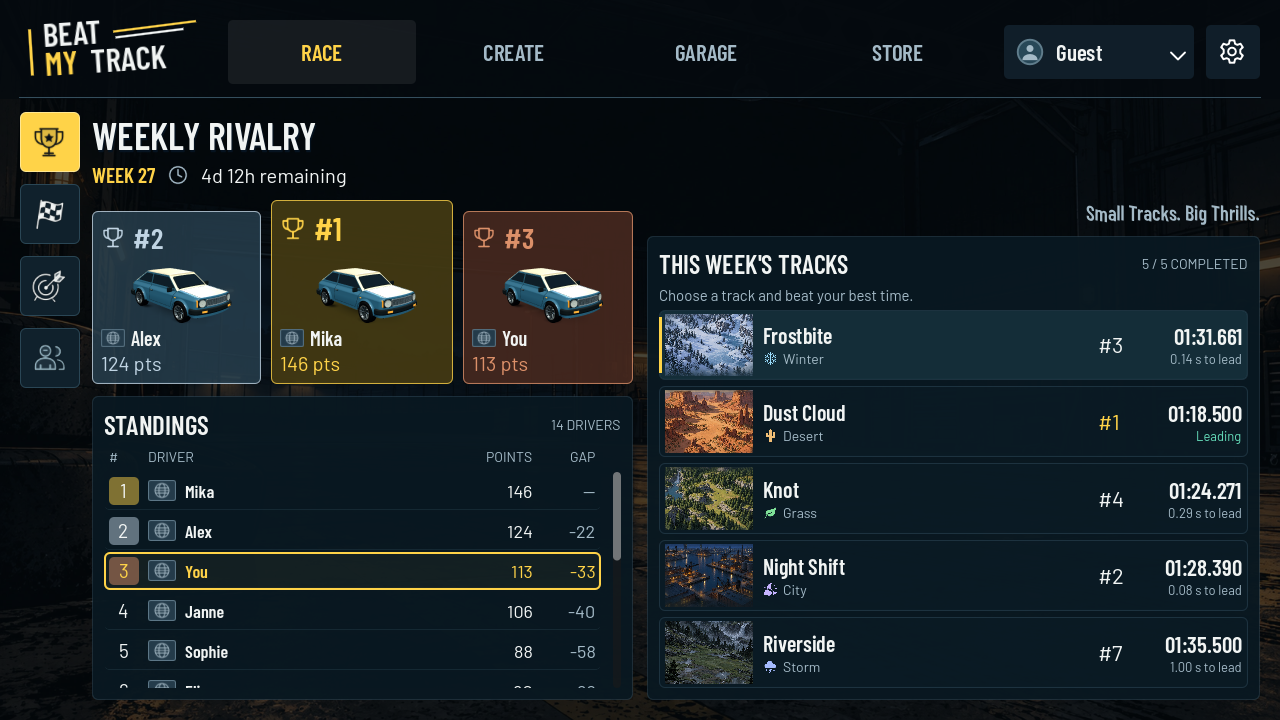 BEAT
MY TRACK
RACE
CREATE
GARAGE
STORE
Guest
WEEKLY RIVALRY
WEEK 27
4d 12h remaining
#2
Alex
124 pts
#1
Mika
146 pts
#3
You
113 pts
STANDINGS
14 DRIVERS
# DRIVER POINTS GAP
1 Mika 146 —
2 Alex 124 -22
3 You 113 -33
4 Janne 106 -40
5 Sophie 88 -58
Small Tracks. Big Thrills.
THIS WEEK'S TRACKS
5 / 5 COMPLETED
Choose a track and beat your best time.
Frostbite
Winter
#3
01:31.661
0.14 s to lead
Dust Cloud
Desert
#1
01:18.500
Leading
Knot
Grass
#4
01:24.271
0.29 s to lead
Night Shift
City
#2
01:28.390
0.08 s to lead
Riverside
Storm
#7
01:35.500
1.00 s to lead